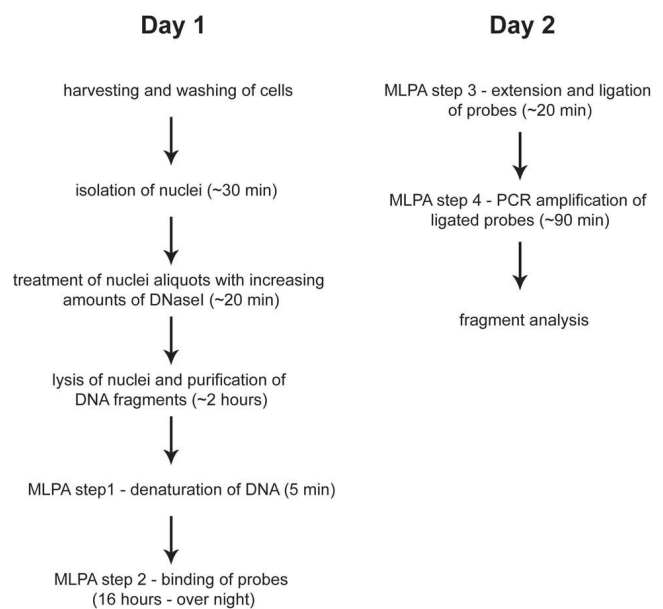 Day 1
harvesting and washing of cells
isolation of nuclei (~30 min)
treatment of nuclei aliquots with increasing
amounts of DNaseI (~20 min)
lysis of nuclei and purification of
DNA fragments (~2 hours)
MLPA step1 - denaturation of DNA (5 min)
MLPA step 2 - binding of probes
(16 hours - over night)
Day 2
MLPA step 3 - extension and ligation
of probes (~20 min)
MLPA step 4 - PCR amplification of
ligated probes (~90 min)
fragment analysis